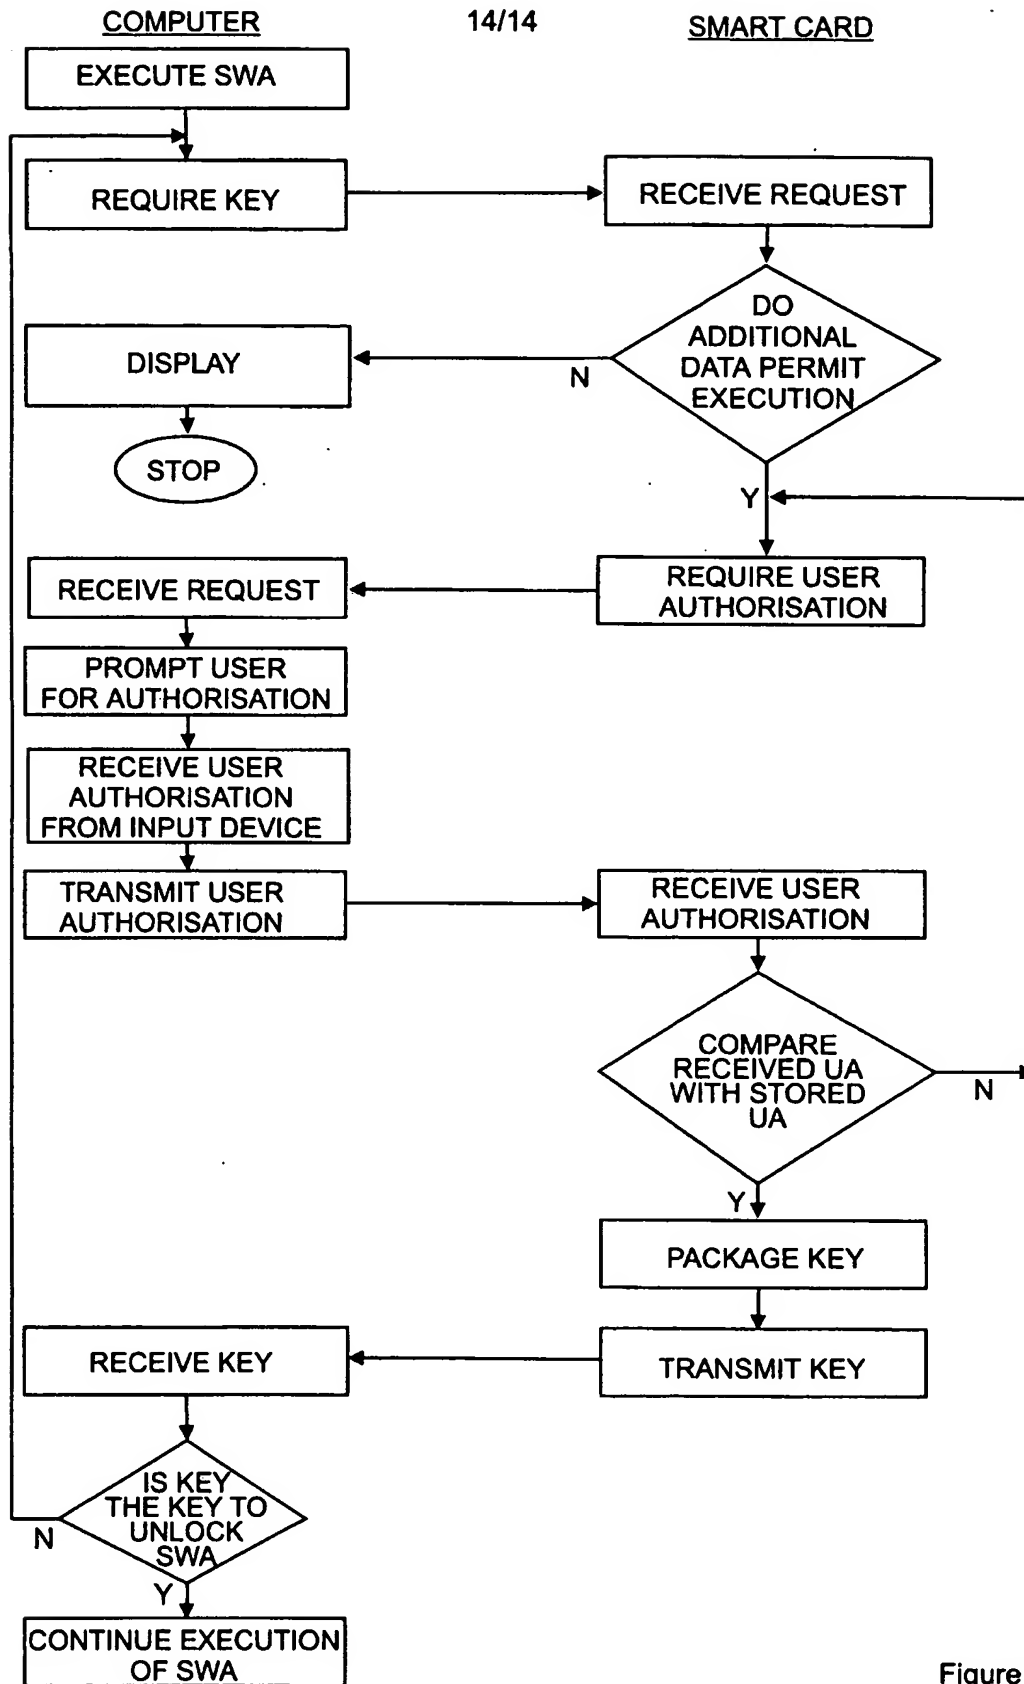 COMPUTER
14/14
SMART CARD
EXECUTE SWA
REQUIRE KEY
RECEIVE REQUEST
DO
ADDITIONAL
DATA PERMIT
EXECUTION
DISPLAY
N
STOP
Y
RECEIVE REQUEST
REQUIRE USER
AUTHORISATION
PROMPT USER
FOR AUTHORISATION
RECEIVE USER
AUTHORISATION
FROM INPUT DEVICE
TRANSMIT USER
AUTHORISATION
RECEIVE USER
AUTHORISATION
COMPARE
RECEIVED UA
WITH STORED
UA
N
Y
PACKAGE KEY
RECEIVE KEY
TRANSMIT KEY
IS KEY
THE KEY TO
UNLOCK
SWA
N
Y
CONTINUE EXECUTION
OF SWA
Figure